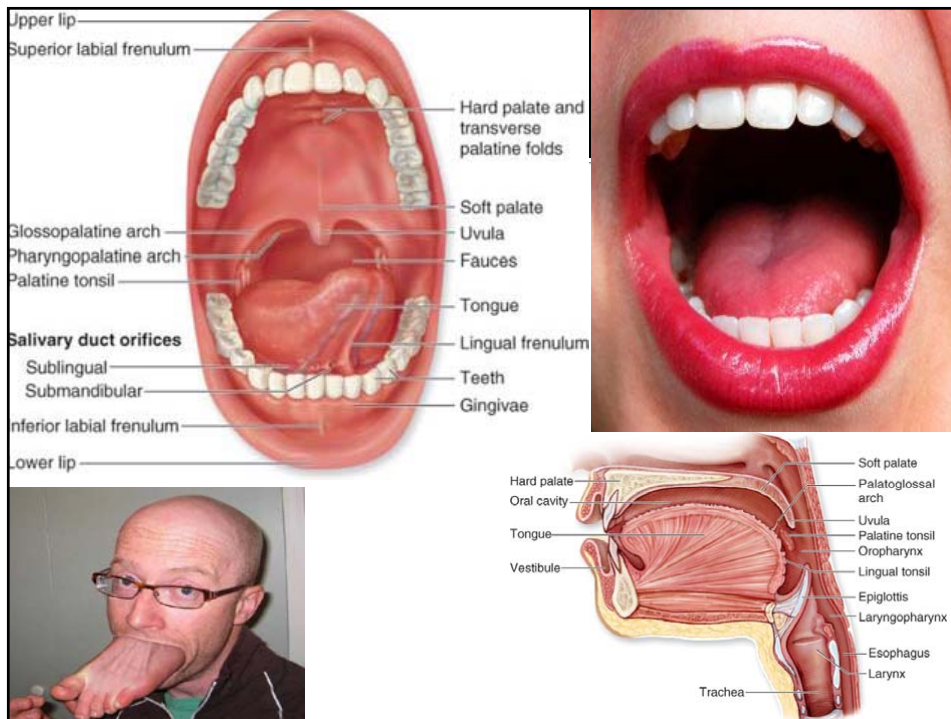 Upper lip
Superior labial frenulum
Hard palate and
transverse
palatine folds
Soft palate
Glossopalatine arch
Uvula
Pharyngopalatine arch
Fauces
Palatine tonsil
Tongue
Salivary duct orifices
Lingual frenulum
Sublingual
Teeth
Submandibular
Gingivae
Inferior labial frenulum
Lower lip
Hard palate
Oral cavity
Tongue
Vestibule
Soft palate
Palatoglossal
arch
Uvula
Palatine tonsil
Oropharynx
Lingual tonsil
Epiglottis
Laryngopharynx
Esophagus
Larynx
Trachea